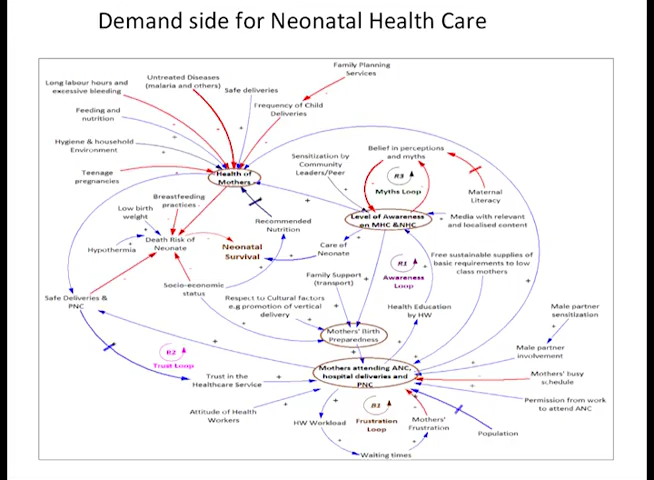 Demand side for Neonatal Health Care
Family Planning
Services
Long labour hours and
excessive bleeding
Untreated Diseases
(malaria and others)
Safe deliveries
Frequency of Child
Deliveries
Feeding and
nutrition
Hygiene & household
Environment
Teenage
pregnancies
Health of
Mothers
Sensitization by
Community
Leaders/Peer
Belief in perceptions
and myths
R3
Myths Loop
Maternal
Literacy
Breastfeeding
practices
Low birth
weight
Hypothermia
Death Risk of
Neonate
Neonatal
Survival
Recommended
Nutrition
Level of Awareness
on MHC &NHC
Media with relevant
and localised content
Care of
Neonate
R1
Awareness
Loop
Free sustainable supplies of
basic requirements to low
class mothers
Family Support
(transport)
Socio-economic
status
Safe Deliveries &
PNC
Respect to Cultural factors
e.g promotion of vertical
delivery
Health Education
by HW
Male partner
sensitization
Mothers' Birth
Preparedness
Male partner
involvement
R2
Trust Loop
Trust in the
Healthcare Service
Mothers attending ANC,
hospital deliveries and
PNC
Mothers' busy
schedule
Permission from work
to attend ANC
Attitude of Health
Workers
HW Workload
B1
Frustration
Loop
Mothers'
Frustration
Population
Waiting times